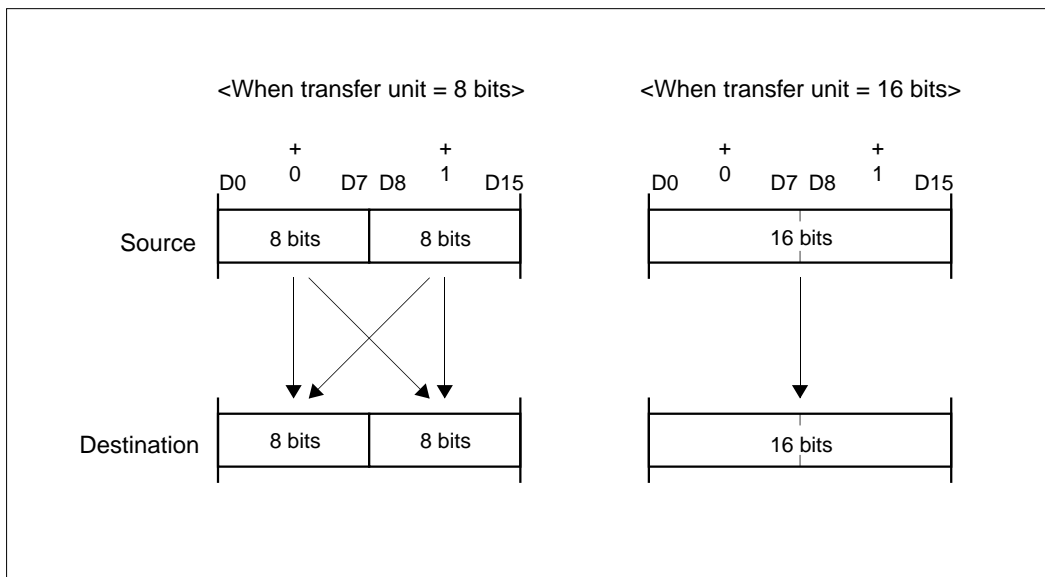 <When transfer unit = 8 bits>
+
0
+
1
D0
D7
D8
D15
Source
8 bits
8 bits
Destination
8 bits
8 bits
<When transfer unit = 16 bits>
+
0
+
1
D0
D7
D8
D15
16 bits
16 bits